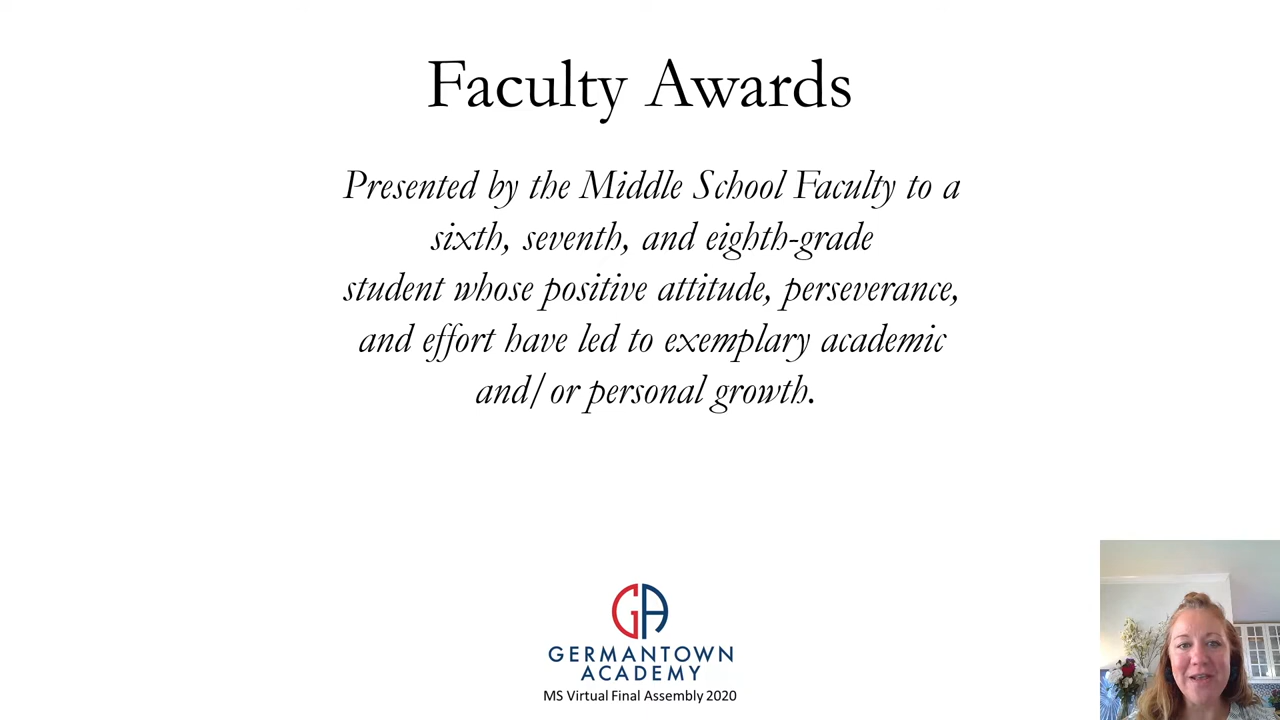 Faculty Awards
Presented by the Middle School Faculty to a
sixth, seventh, and eighth-grade
student whose positive attitude, perseverance,
and effort have led to exemplary academic
and/or personal growth.
GA
GERMANTOWN
ACADEMY
MS Virtual Final Assembly 2020